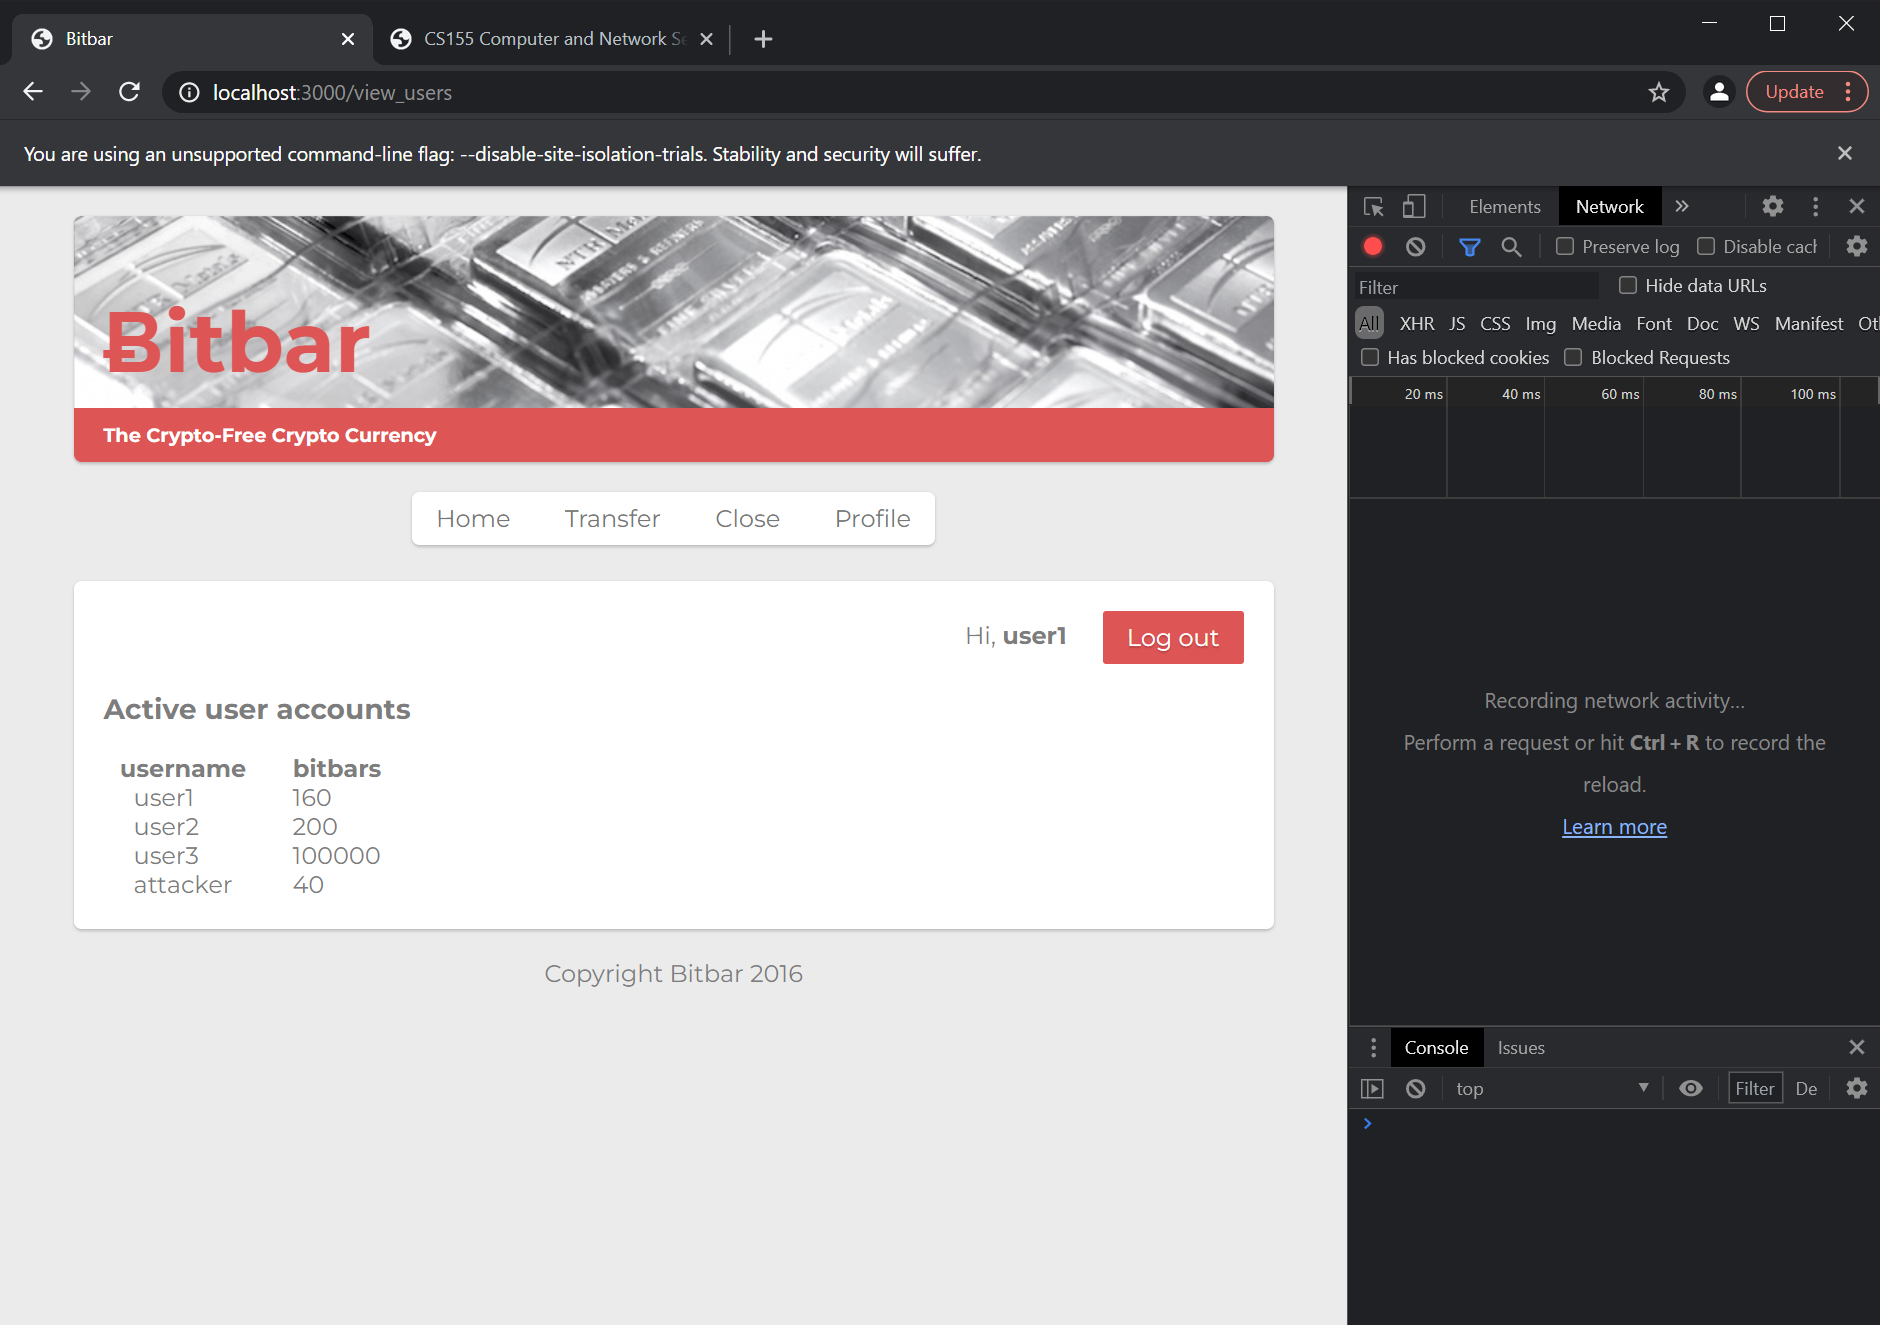 Bitbar
CS155 Computer and Network Se
localhost:3000/view_users
Update
You are using an unsupported command-line flag: --disable-site-isolation-trials. Stability and security will suffer.
Bitbar
The Crypto-Free Crypto Currency
Home Transfer Close Profile
Hi, user1 Log out
Active user accounts
username bitbars
user1 160
user2 200
user3 100000
attacker 40
Copyright Bitbar 2016
Elements Network
Preserve log Disable cach
Filter Hide data URLs
All XHR JS CSS Img Media Font Doc WS Manifest Oth
Has blocked cookies Blocked Requests
20 ms 40 ms 60 ms 80 ms 100 ms
Recording network activity...
Perform a request or hit Ctrl + R to record the
reload.
Learn more
Console Issues
top Filter De